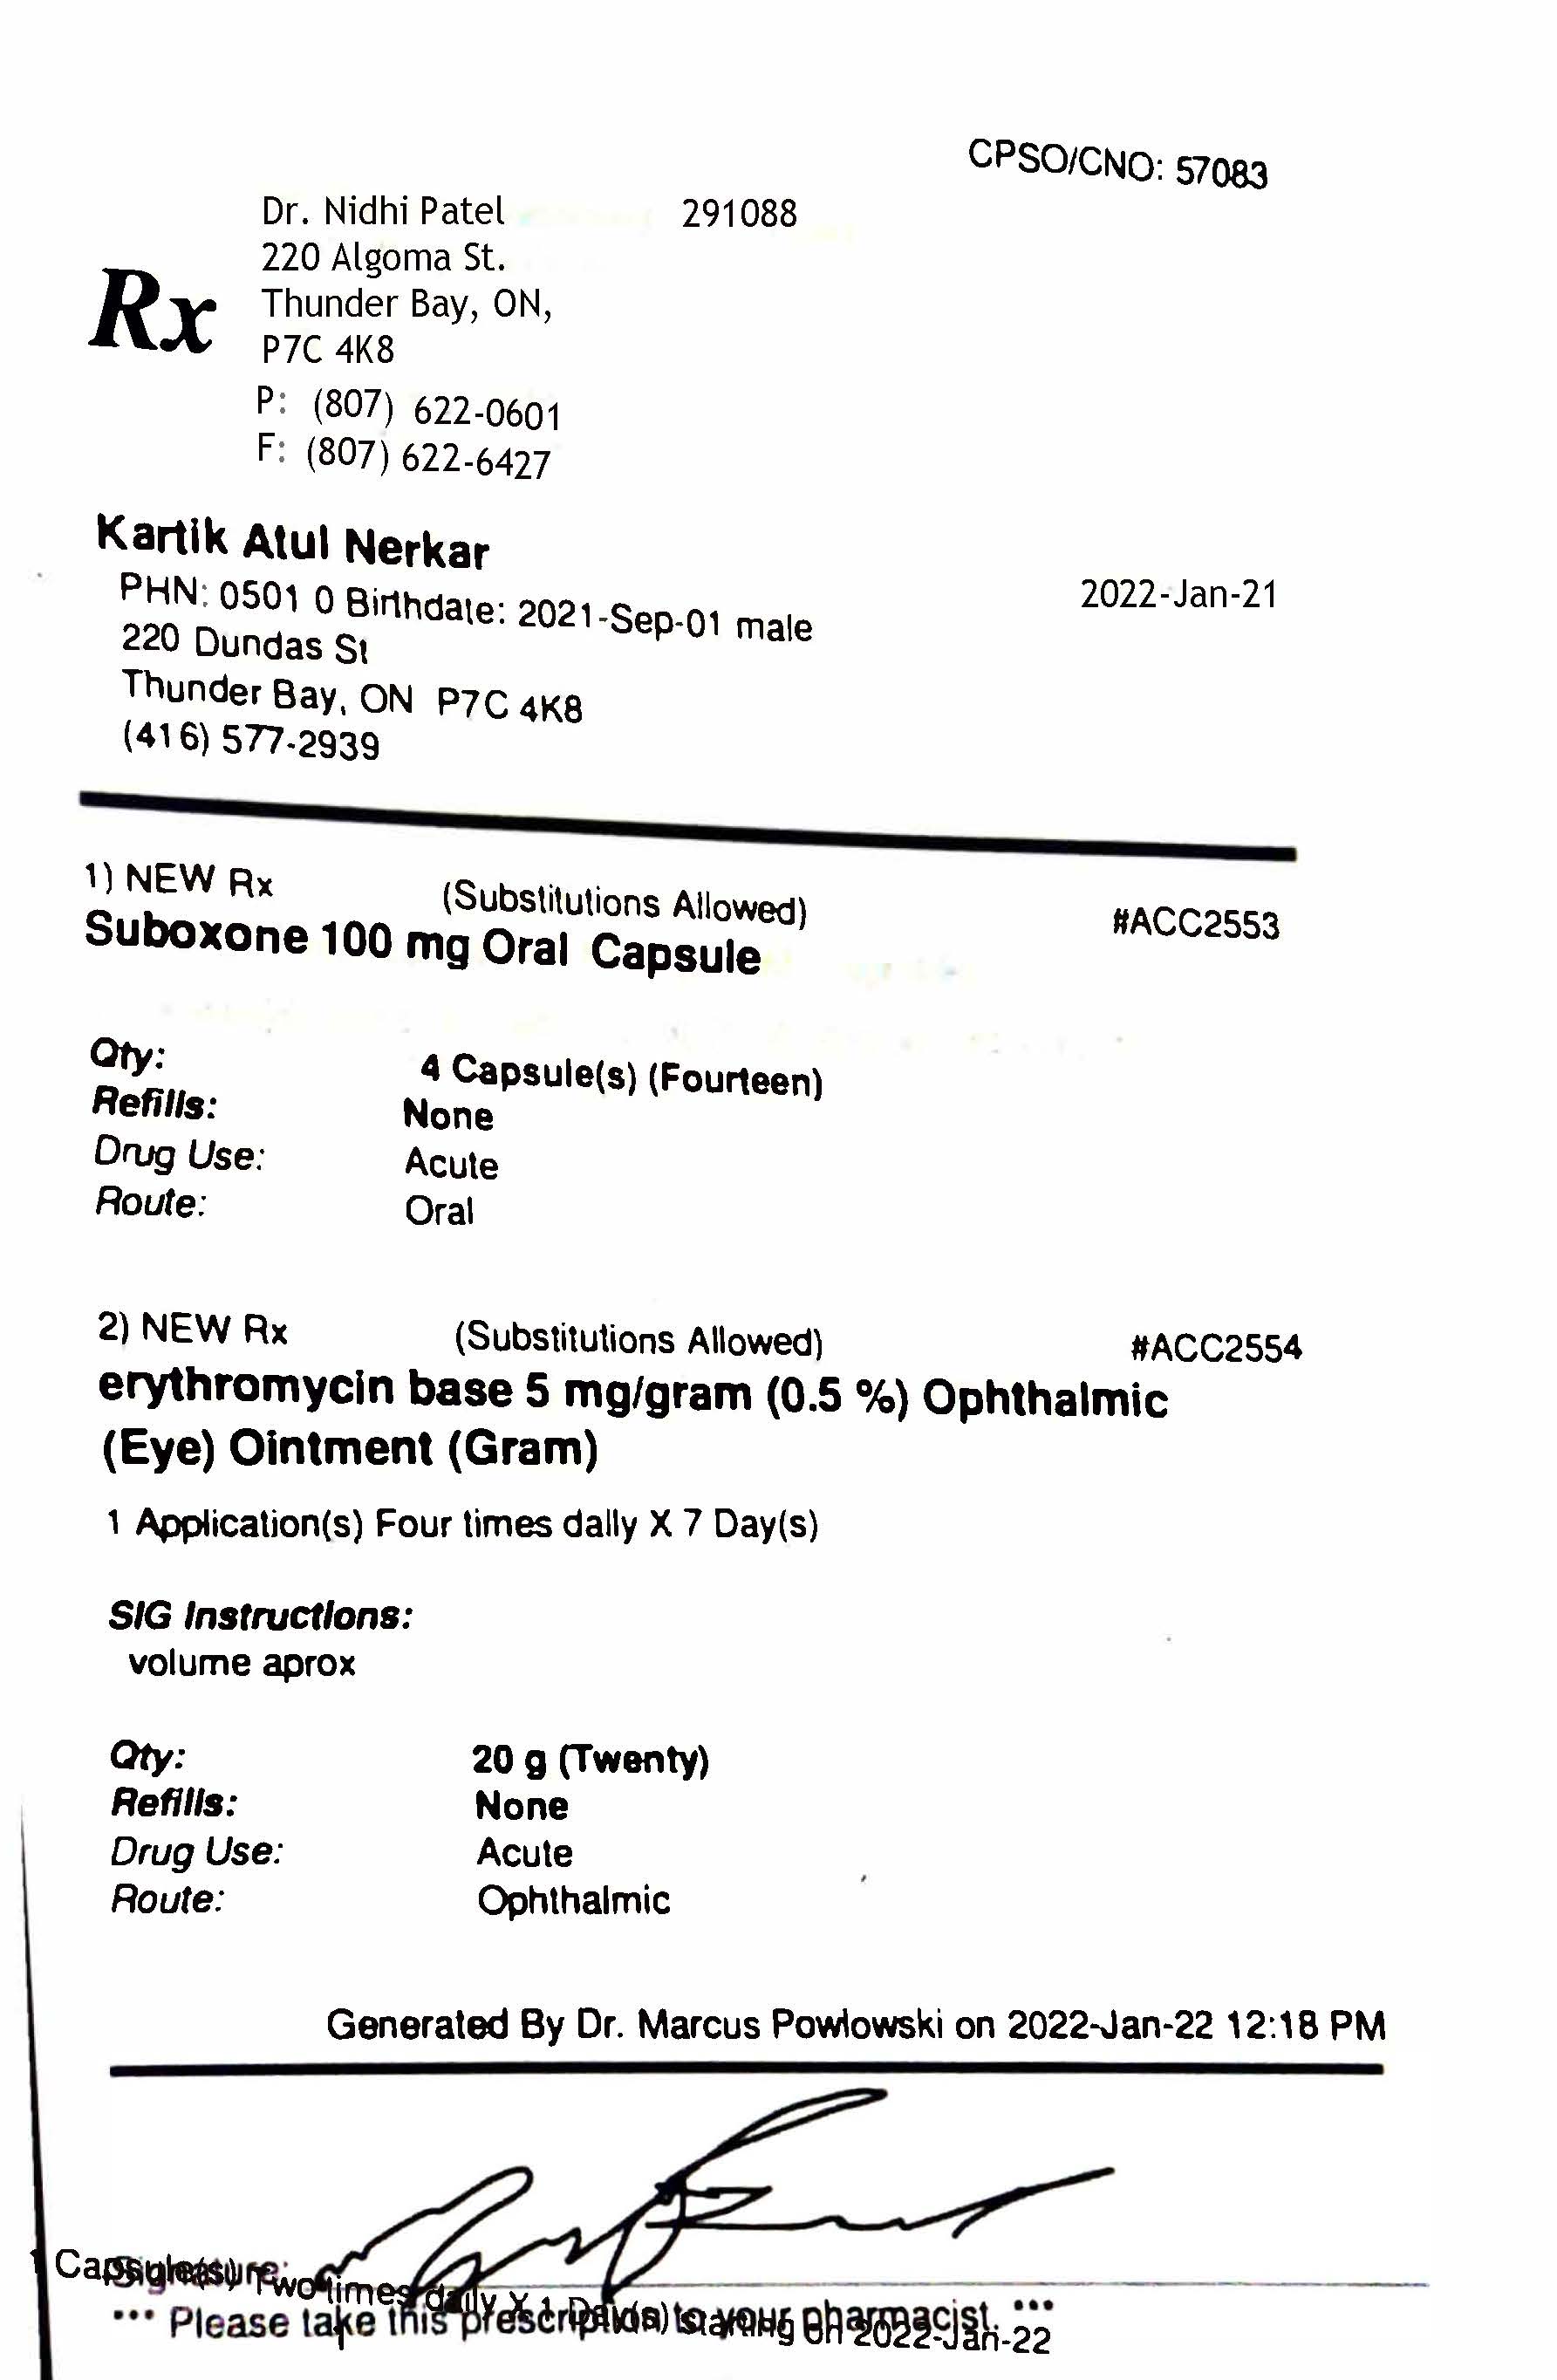 CPSO/CNO: 57083
Dr. Nidhi Patel 291088
220 Algoma St.
Rx
Thunder Bay, ON,
P7C 4K8
P: (807) 622-0601
F: (807) 622-6427
Kartik Atul Nerkar
PHN: 0501 0 Birthdate: 2021-Sep-01 male 2022-Jan-21
220 Dundas St
Thunder Bay, ON P7C 4K8
(416) 577-2939
1) NEW Rx (Substitutions Allowed) #ACC2553
Suboxone 100 mg Oral Capsule
Qty: 4 Capsule(s) (Fourteen)
Refills: None
Drug Use: Acute
Route: Oral
2) NEW Rx (Substitutions Allowed) #ACC2554
erythromycin base 5 mg/gram (0.5 %) Ophthalmic
(Eye) Ointment (Gram)
1 Application(s) Four times daily X 7 Day(s)
SIG Instructions:
volume aprox
Qty: 20 g (Twenty)
Refills: None
Drug Use: Acute
Route: Ophthalmic
Generated By Dr. Marcus Powlowski on 2022-Jan-22 12:18 PM
Signature:
1 Capsule(s) Two times daily X 1 Day(s) starting on 2022-Jan-22
*** Please take this prescription to your pharmacist. ***